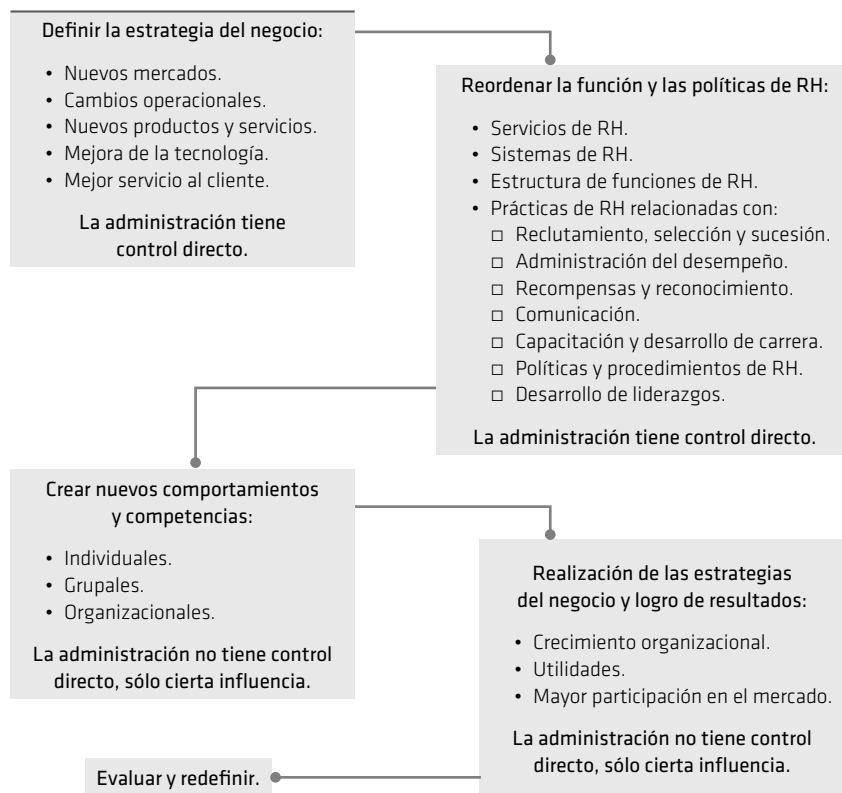 Definir la estrategia del negocio:
• Nuevos mercados.
• Cambios operacionales.
• Nuevos productos y servicios.
• Mejora de la tecnología.
• Mejor servicio al cliente.
La administración tiene
control directo.
Reordenar la función y las políticas de RH:
• Servicios de RH.
• Sistemas de RH.
• Estructura de funciones de RH.
• Prácticas de RH relacionadas con:
□ Reclutamiento, selección y sucesión.
□ Administración del desempeño.
□ Recompensas y reconocimiento.
□ Comunicación.
□ Capacitación y desarrollo de carrera.
□ Políticas y procedimientos de RH.
□ Desarrollo de liderazgos.
La administración tiene control directo.
Crear nuevos comportamientos
y competencias:
• Individuales.
• Grupales.
• Organizacionales.
La administración no tiene control
directo, sólo cierta influencia.
Realización de las estrategias
del negocio y logro de resultados:
• Crecimiento organizacional.
• Utilidades.
• Mayor participación en el mercado.
La administración no tiene control
directo, sólo cierta influencia.
Evaluar y redefinir.